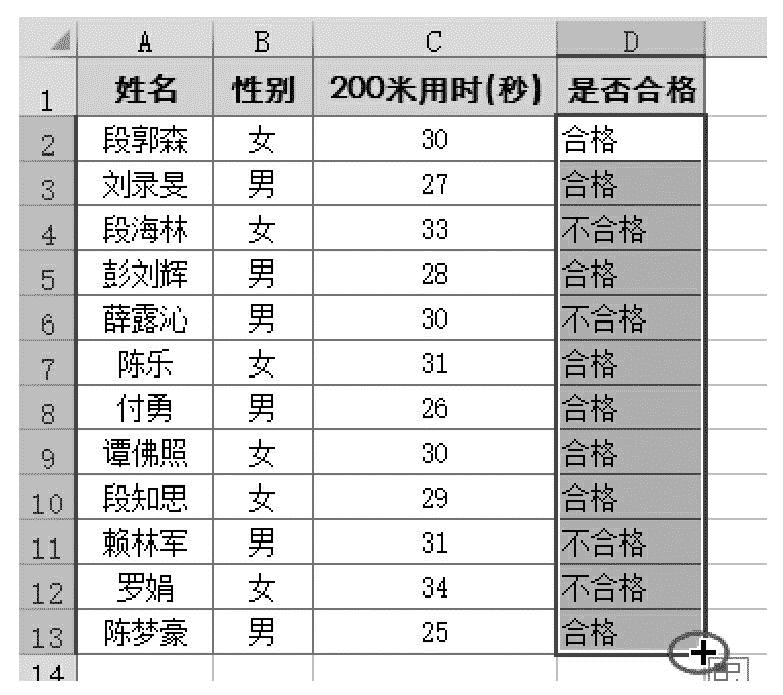 A B C D
1 姓名 性别 200米用时(秒) 是否合格
2 段郭森 女 30 合格
3 刘录旻 男 27 合格
4 段海林 女 33 不合格
5 彭刘辉 男 28 合格
6 薛露沁 男 30 不合格
7 陈乐 女 31 合格
8 付勇 男 26 合格
9 谭佛照 女 30 合格
10 段知思 女 29 合格
11 赖林军 男 31 不合格
12 罗娟 女 34 不合格
13 陈梦豪 男 25 合格
14